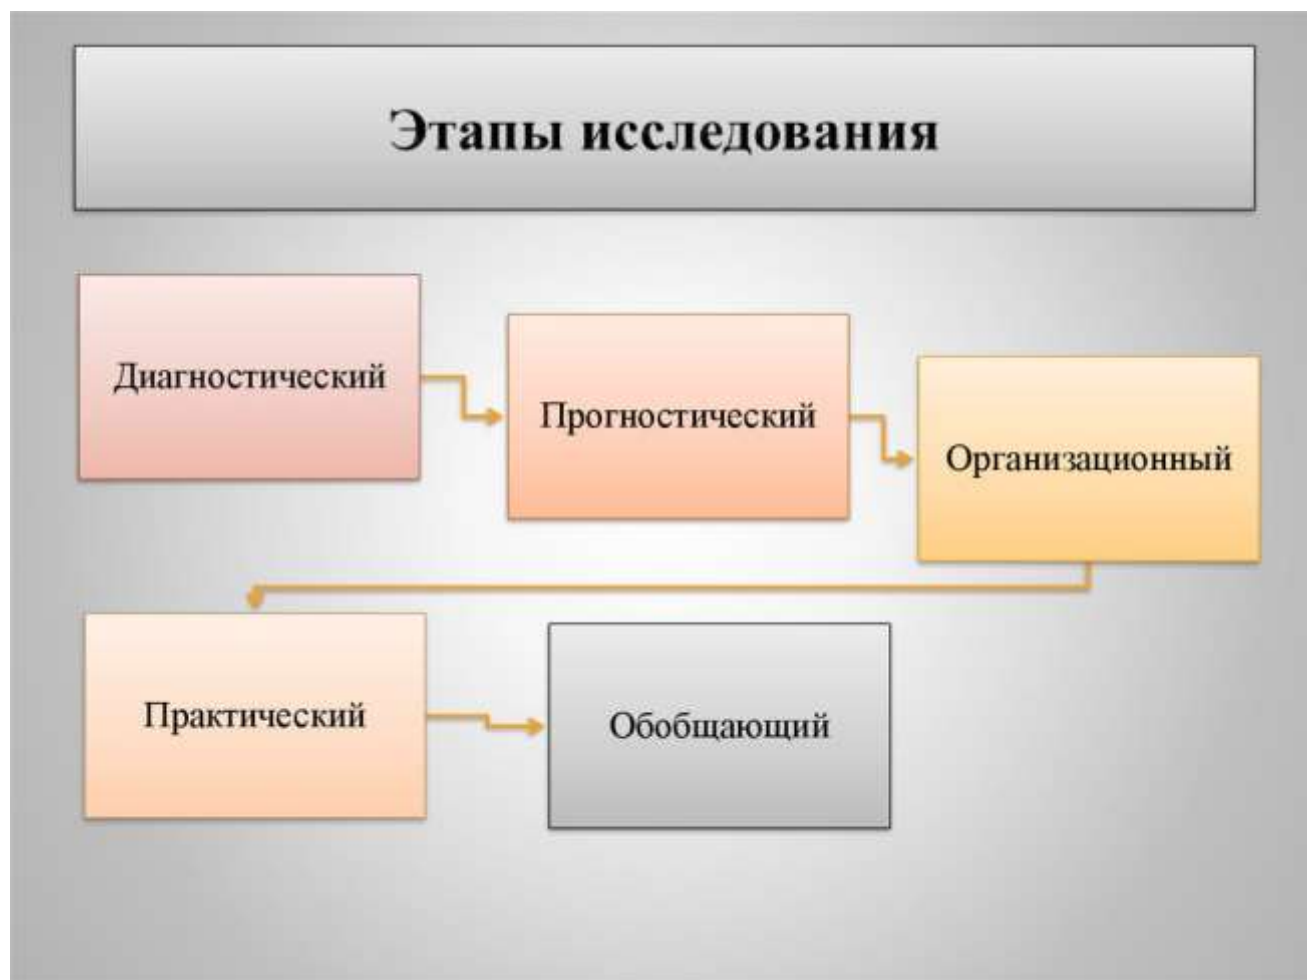 Этапы исследования
Диагностический
Прогностический
Организационный
Практический
Обобщающий